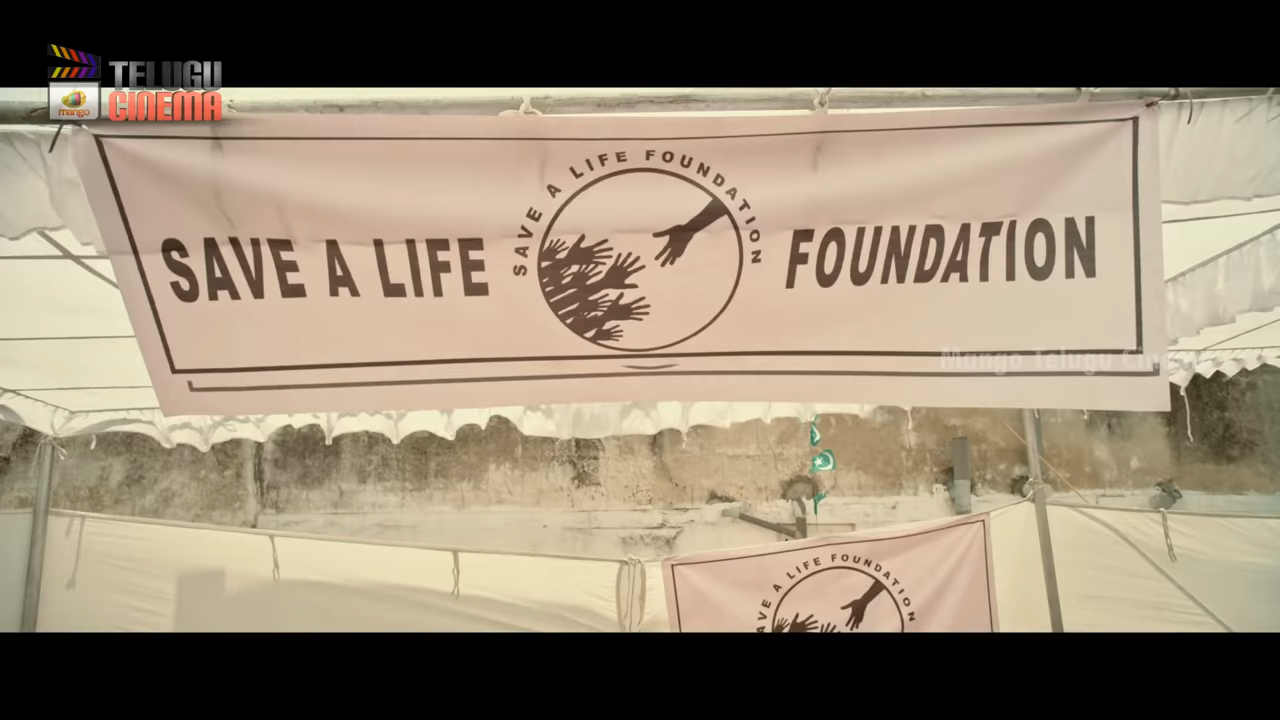 TELUGU
CINEMA
mango
SAVE A LIFE FOUNDATION
SAVE A LIFE
FOUNDATION
Mango Telugu Cinema
SAVE A LIFE FOUNDATION